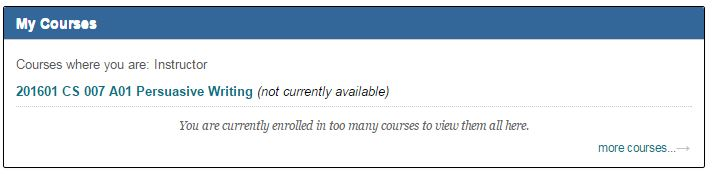 My Courses
Courses where you are: Instructor
201601 CS 007 A01 Persuasive Writing (not currently available)
You are currently enrolled in too many courses to view them all here.
more courses...→